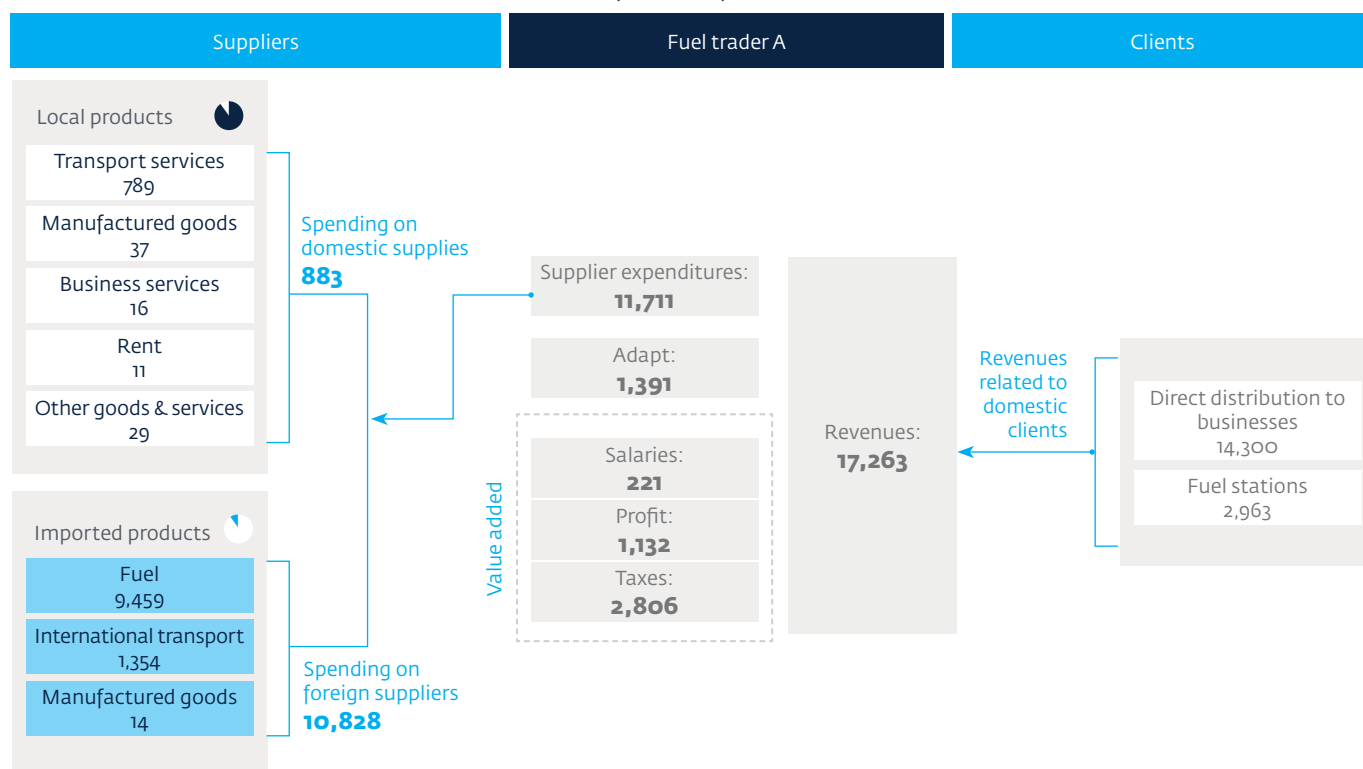 Suppliers
Fuel trader A
Clients
Local products
Transport services
789
Manufactured goods
37
Business services
16
Rent
11
Other goods & services
29
Spending on
domestic supplies
883
Imported products
Fuel
9,459
International transport
1,354
Manufactured goods
14
Spending on
foreign suppliers
10,828
Supplier expenditures:
11,711
Adapt:
1,391
Value added
Salaries:
221
Profit:
1,132
Taxes:
2,806
Revenues:
17,263
Revenues
related to
domestic
clients
Direct distribution to
businesses
14,300
Fuel stations
2,963